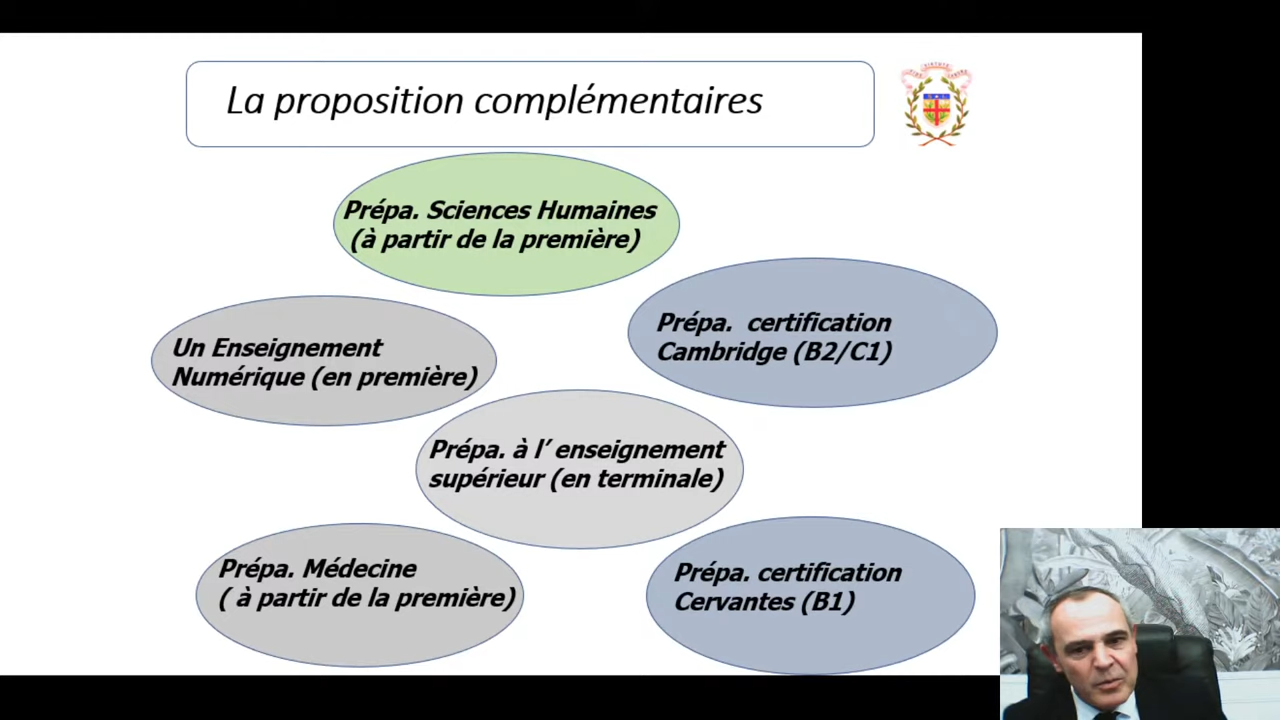 La proposition complémentaires
Prépa. Sciences Humaines
(à partir de la première)
Prépa. certification
Cambridge (B2/C1)
Un Enseignement
Numérique (en première)
Prépa. à l’ enseignement
supérieur (en terminale)
Prépa. Médecine
( à partir de la première)
Prépa. certification
Cervantes (B1)